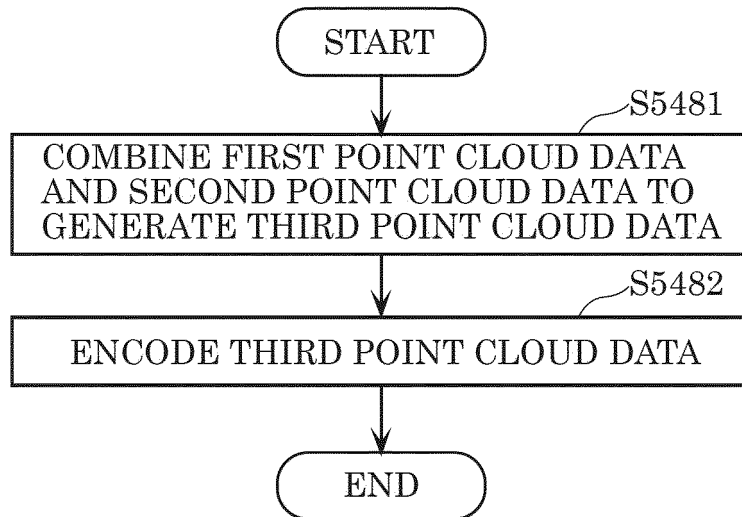 START
S5481
COMBINE FIRST POINT CLOUD DATA
AND SECOND POINT CLOUD DATA TO
GENERATE THIRD POINT CLOUD DATA
S5482
ENCODE THIRD POINT CLOUD DATA
END